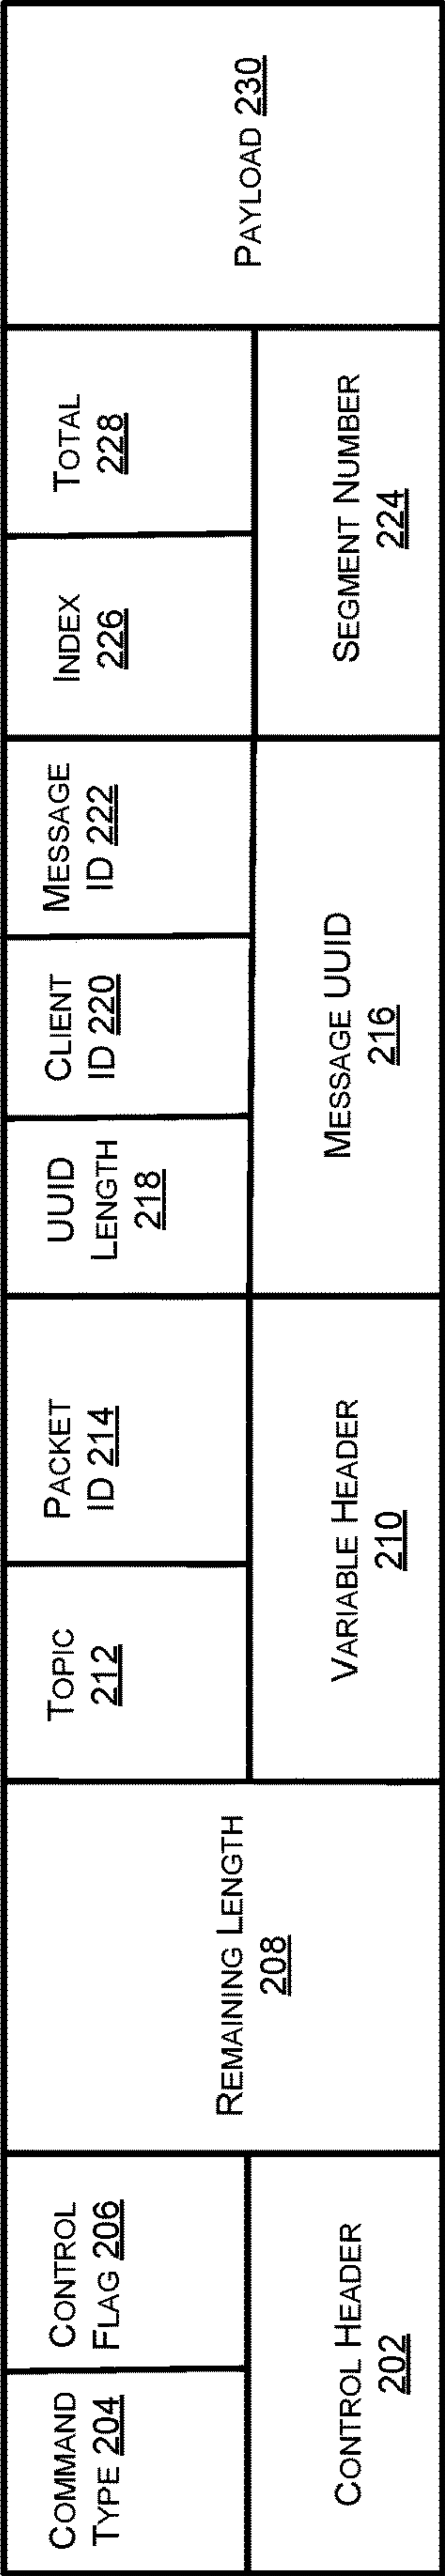 COMMAND
TYPE 204
CONTROL
FLAG 206
CONTROL HEADER
202
REMAINING LENGTH
208
TOPIC
212
PACKET
ID 214
VARIABLE HEADER
210
UUID
LENGTH
218
CLIENT
ID 220
MESSAGE
ID 222
MESSAGE UUID
216
INDEX
226
TOTAL
228
SEGMENT NUMBER
224
PAYLOAD 230